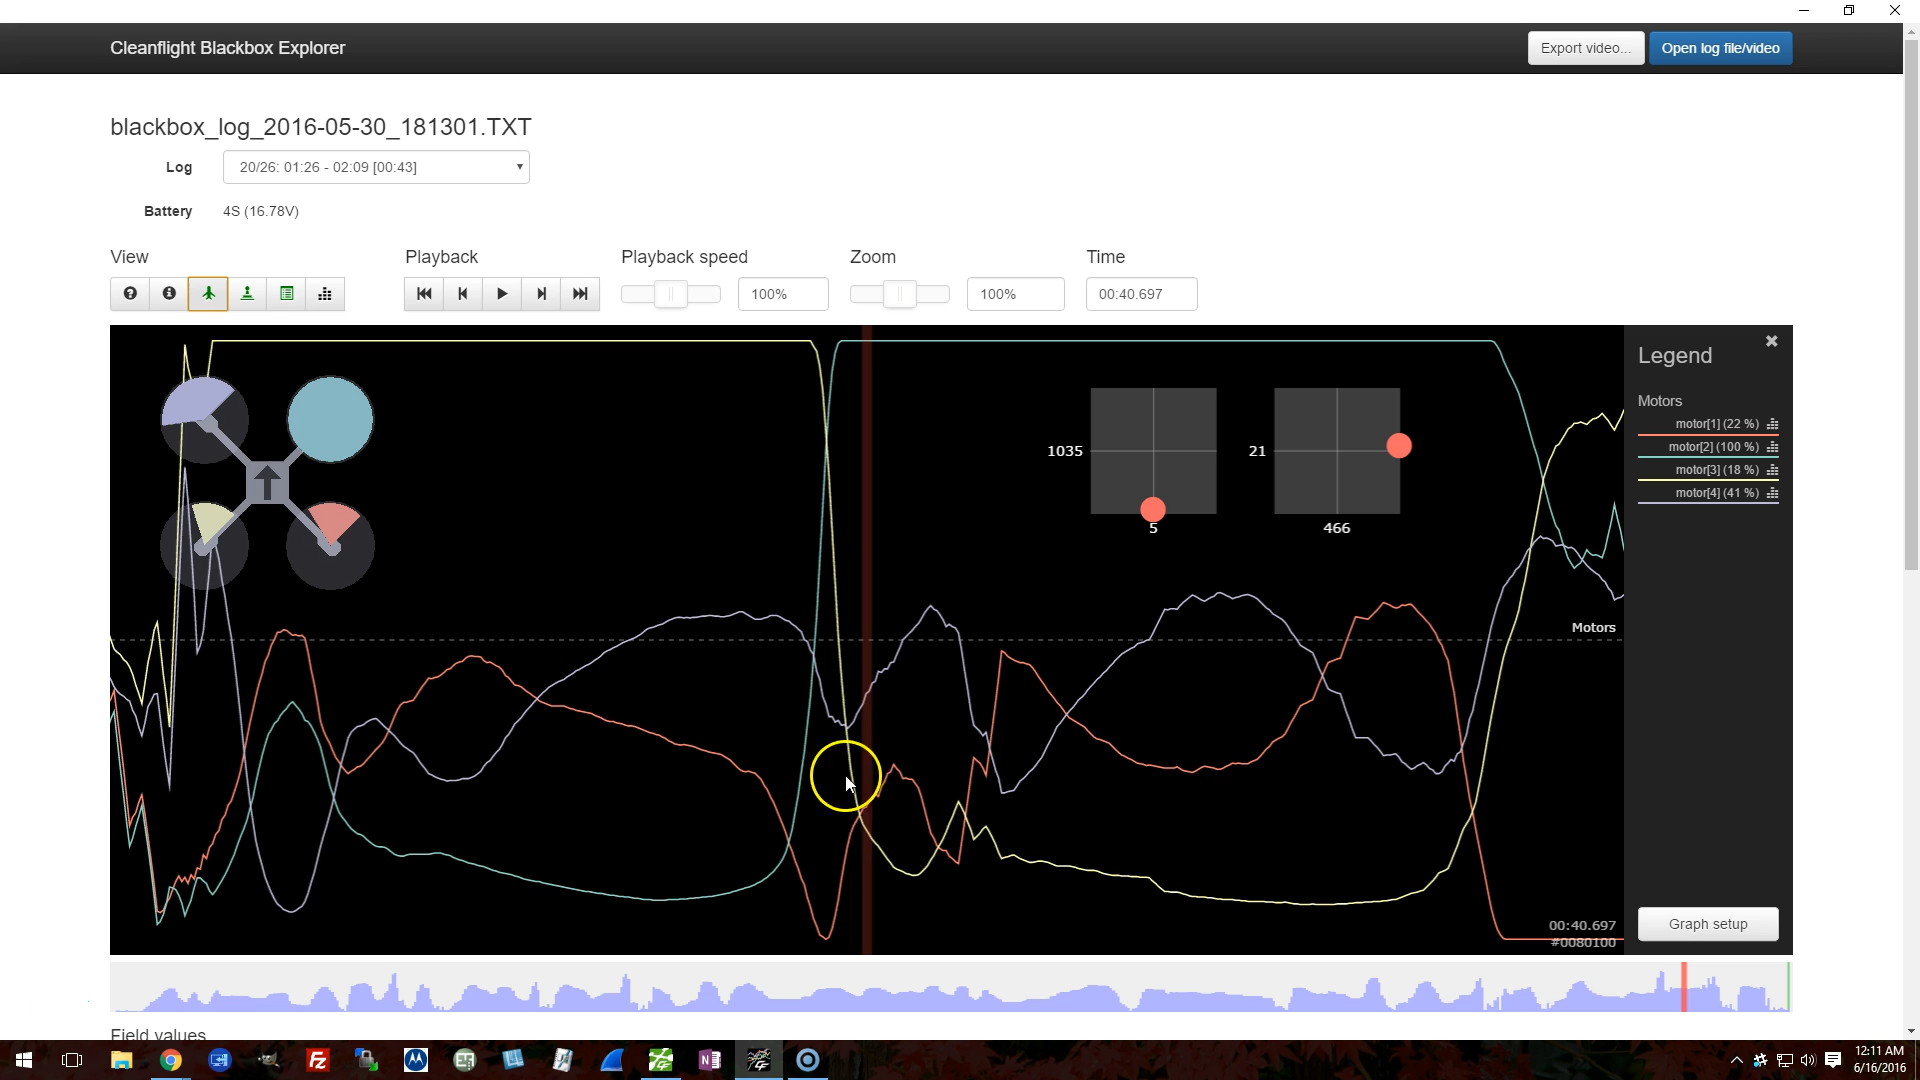 Cleanflight Blackbox Explorer
Export video...
Open log file/video
blackbox_log_2016-05-30_181301.TXT
Log
20/26: 01:26 - 02:09 [00:43]
Battery
4S (16.78V)
View
Playback
Playback speed
Zoom
Time
100%
100%
00:40.697
Legend
Motors
motor[1] (22 %)
motor[2] (100 %)
motor[3] (18 %)
motor[4] (41 %)
1035
5
21
466
Motors
00:40.697
#0080100
Graph setup
Field values
12:11 AM
6/16/2016